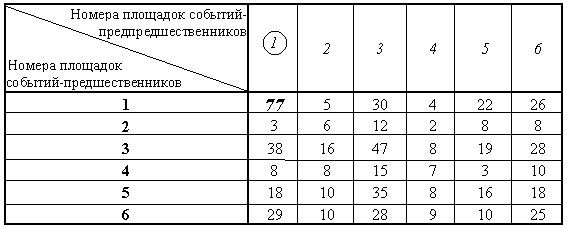 Номера площадок событий-
предпредшественников
Номера площадок
событий-предшественников
1 2 3 4 5 6
1 77 5 30 4 22 26
2 3 6 12 2 8 8
3 38 16 47 8 19 28
4 8 8 15 7 3 10
5 18 10 35 8 16 18
6 29 10 28 9 10 25